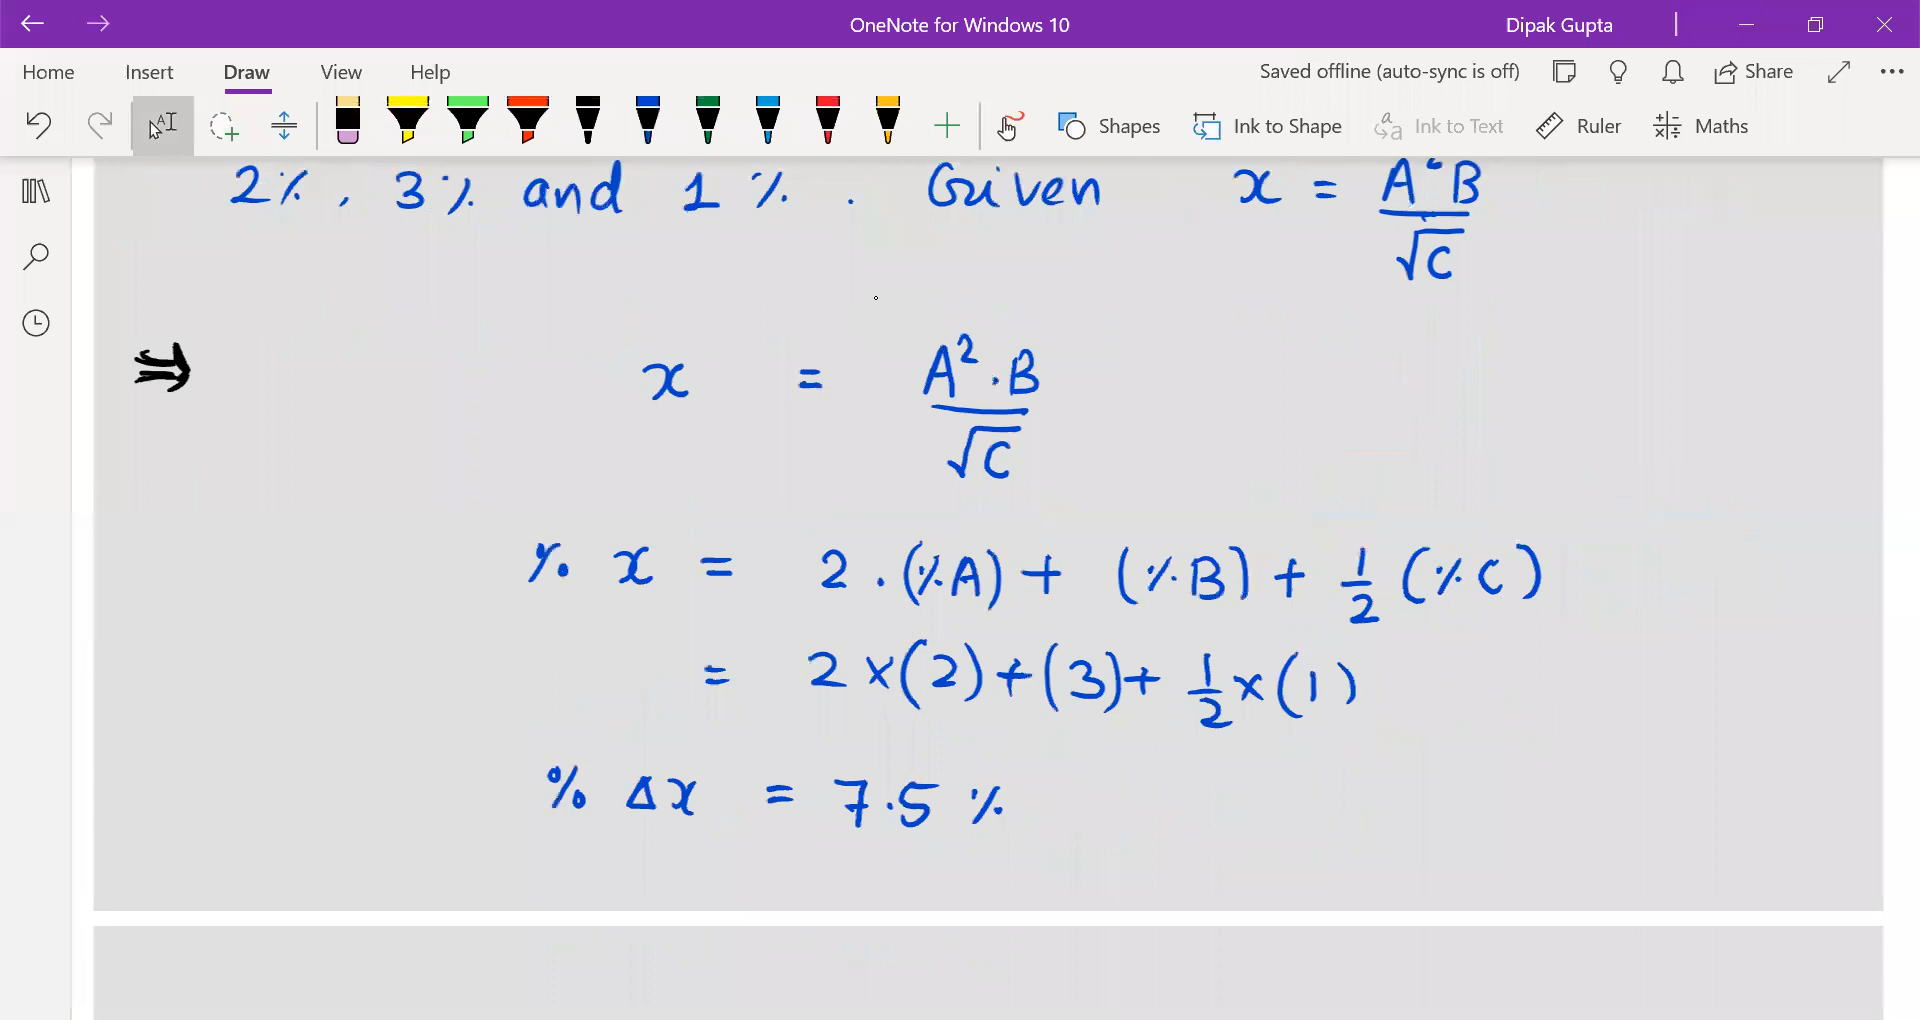 OneNote for Windows 10
Dipak Gupta
Home Insert Draw View Help
Saved offline (auto-sync is off)
Share
Shapes
Ink to Shape
Ink to Text
Ruler
Maths
2%, 3% and 1%. Given x = A²B / √C
⇒ x = A².B / √C
% x = 2.(%A) + (%B) + 1/2 (%C)
= 2×(2)+(3)+ 1/2 ×(1)
% Δx = 7.5 %